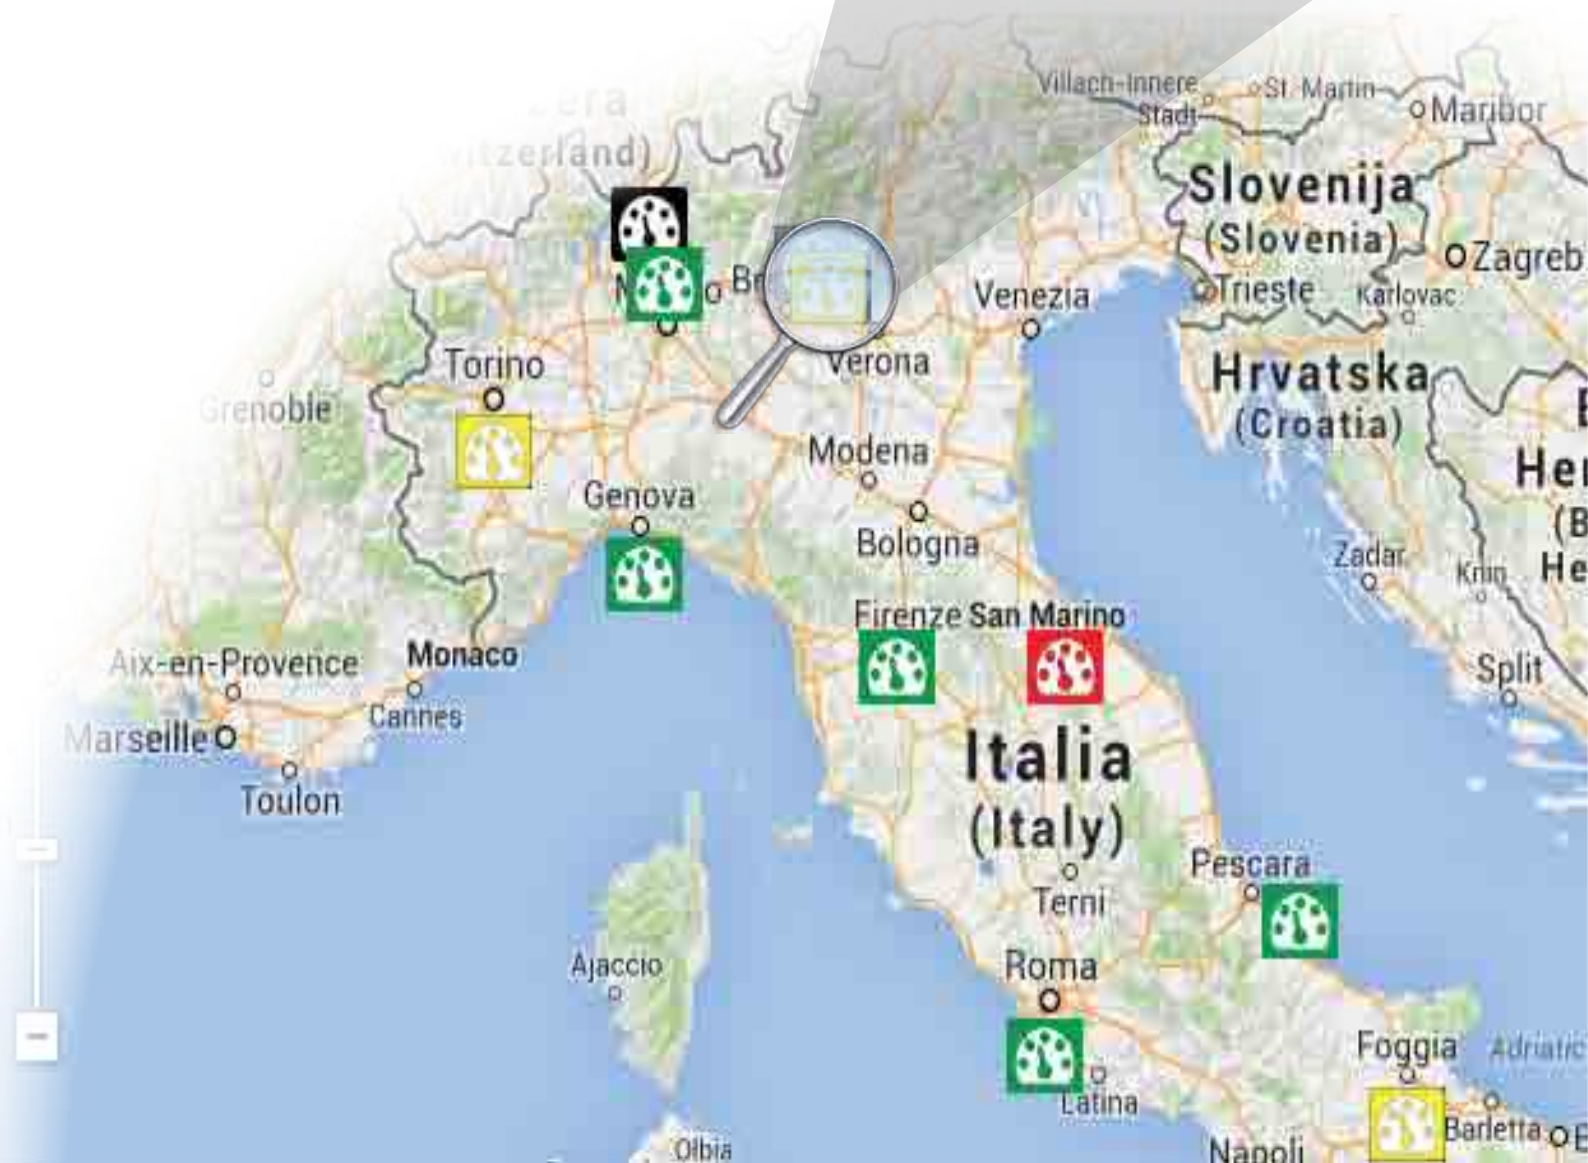 Villach-Innere
Stadt
St. Martin
Maribor
Slovenija
(Slovenia)
Zagreb
Trieste
Karlovac
Venezia
Verona
Torino
Hrvatska
(Croatia)
Grenoble
Modena
Genova
Bologna
Zadar
Knin
Firenze
San Marino
Aix-en-Provence
Monaco
Split
Cannes
Marseille
Italia
Toulon
(Italy)
Pescara
Terni
Ajaccio
Roma
Foggia
Adriatic
Latina
Barletta
Olbia
Napoli